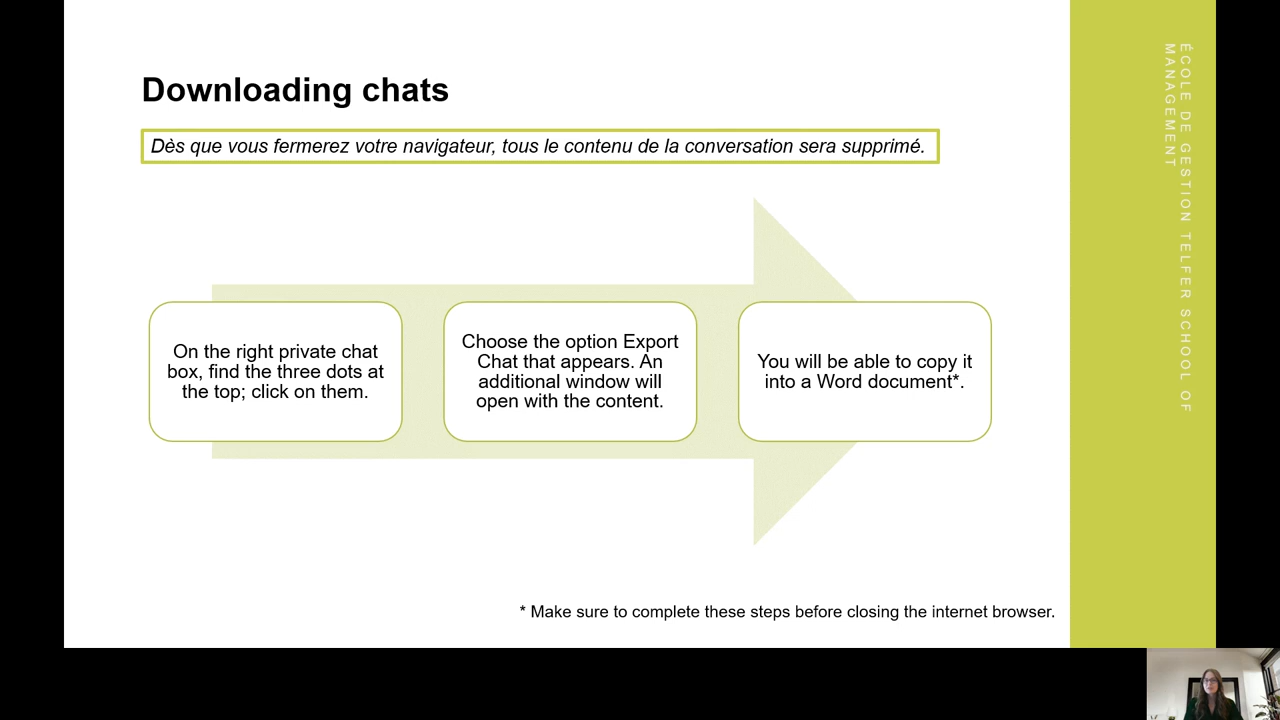 Downloading chats
Dès que vous fermerez votre navigateur, tous le contenu de la conversation sera supprimé.
On the right private chat
box, find the three dots at
the top; click on them.
Choose the option Export
Chat that appears. An
additional window will
open with the content.
You will be able to copy it
into a Word document*.
* Make sure to complete these steps before closing the internet browser.
ÉCOLE DE GESTION TELFER SCHOOL OF
MANAGEMENT